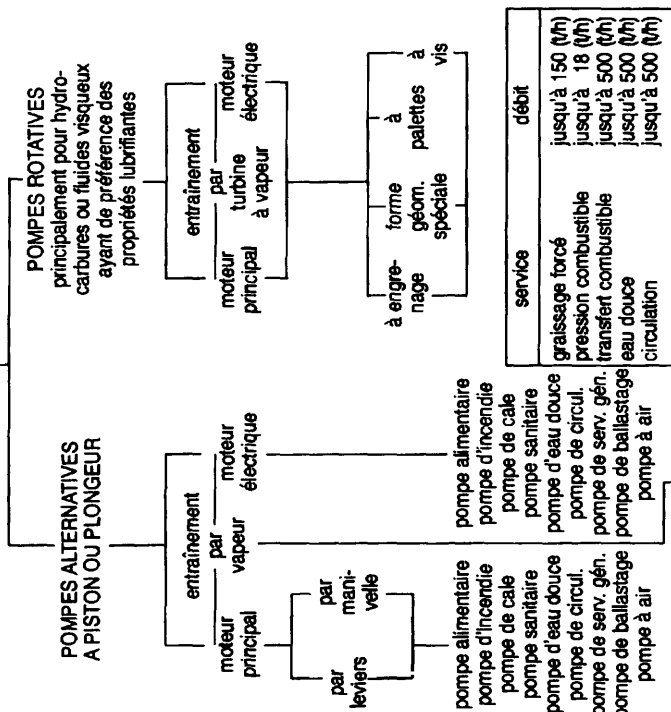 POMPES ALTERNATIVES
A PISTON OU PLONGEUR
entraînement
par
moteur
principal
vapeur
moteur
électrique
par
leviers
par
mani-
velle
pompe alimentaire
pompe d'incendie
pompe de cale
pompe sanitaire
pompe d'eau douce
pompe de circul.
pompe de serv. gén.
pompe de ballastage
pompe à air
pompe alimentaire
pompe d'incendie
pompe de cale
pompe sanitaire
pompe d'eau douce
pompe de circul.
pompe de serv. gén.
pompe de ballastage
pompe à air
POMPES ROTATIVES
principalement pour hydro-
carbures ou fluides visqueux
ayant de préférence des
propriétés lubrifiantes
entraînement
par
moteur
principal
turbine
à vapeur
moteur
électrique
à engre-
nage
forme
géom.
spéciale
à
palettes
à
vis
service débit
graissage forcé jusqu'à 150 (t/h)
pression combustible jusqu'à 18 (t/h)
transfert combustible jusqu'à 500 (t/h)
eau douce jusqu'à 500 (t/h)
circulation jusqu'à 500 (t/h)